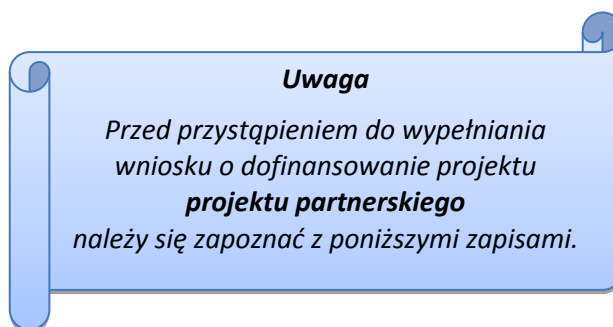 Uwaga
Przed przystąpieniem do wypełniania
wniosku o dofinansowanie projektu
projektu partnerskiego
należy się zapoznać z poniższymi zapisami.